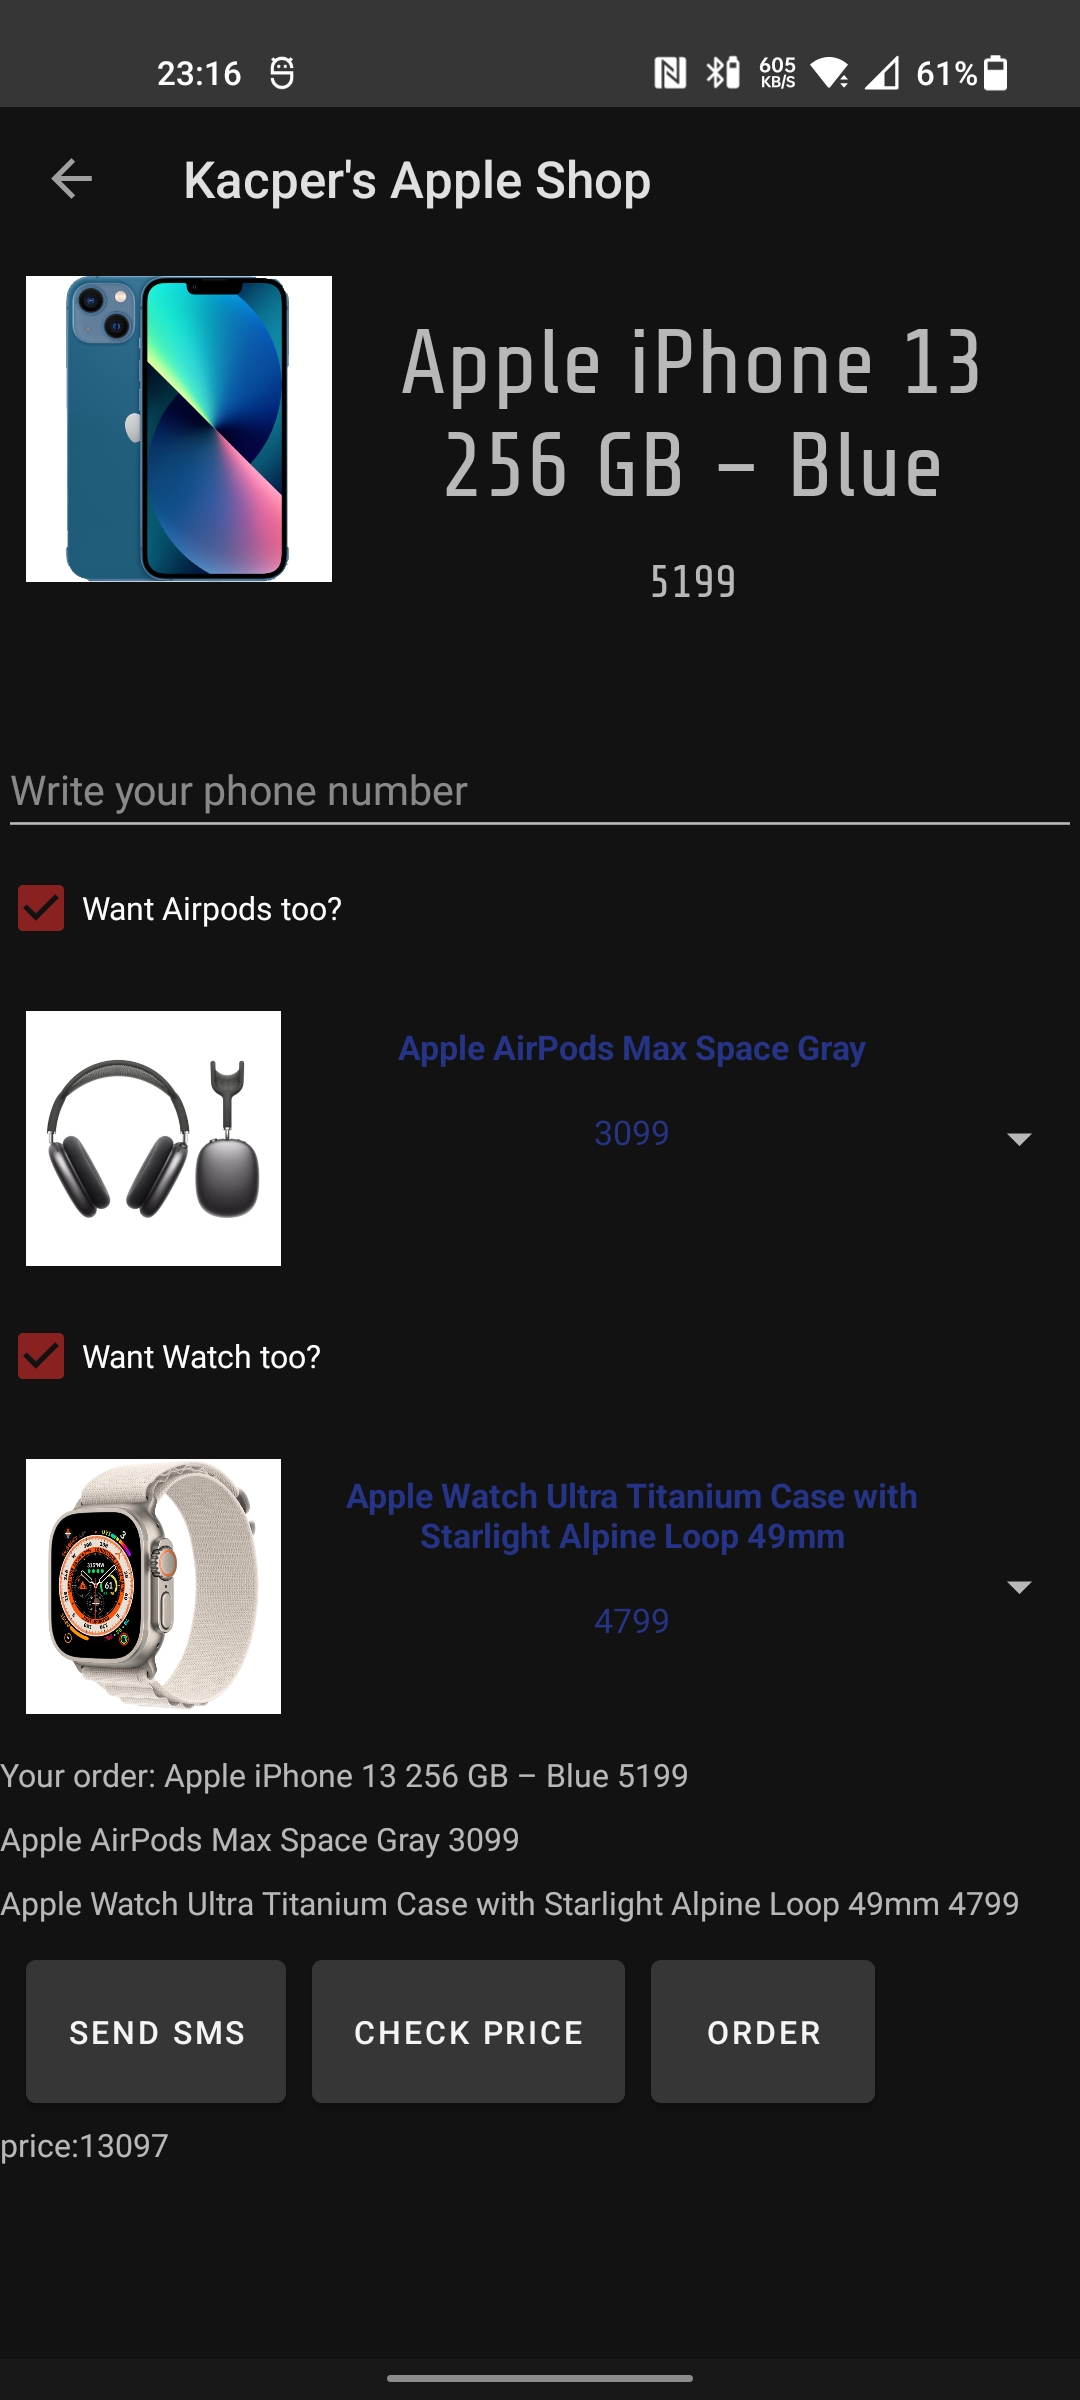 23:16
605
KB/S
61%
Kacper's Apple Shop
Apple iPhone 13
256 GB – Blue
5199
Write your phone number
Want Airpods too?
Apple AirPods Max Space Gray
3099
Want Watch too?
Apple Watch Ultra Titanium Case with
Starlight Alpine Loop 49mm
4799
Your order: Apple iPhone 13 256 GB – Blue 5199
Apple AirPods Max Space Gray 3099
Apple Watch Ultra Titanium Case with Starlight Alpine Loop 49mm 4799
SEND SMS
CHECK PRICE
ORDER
price:13097